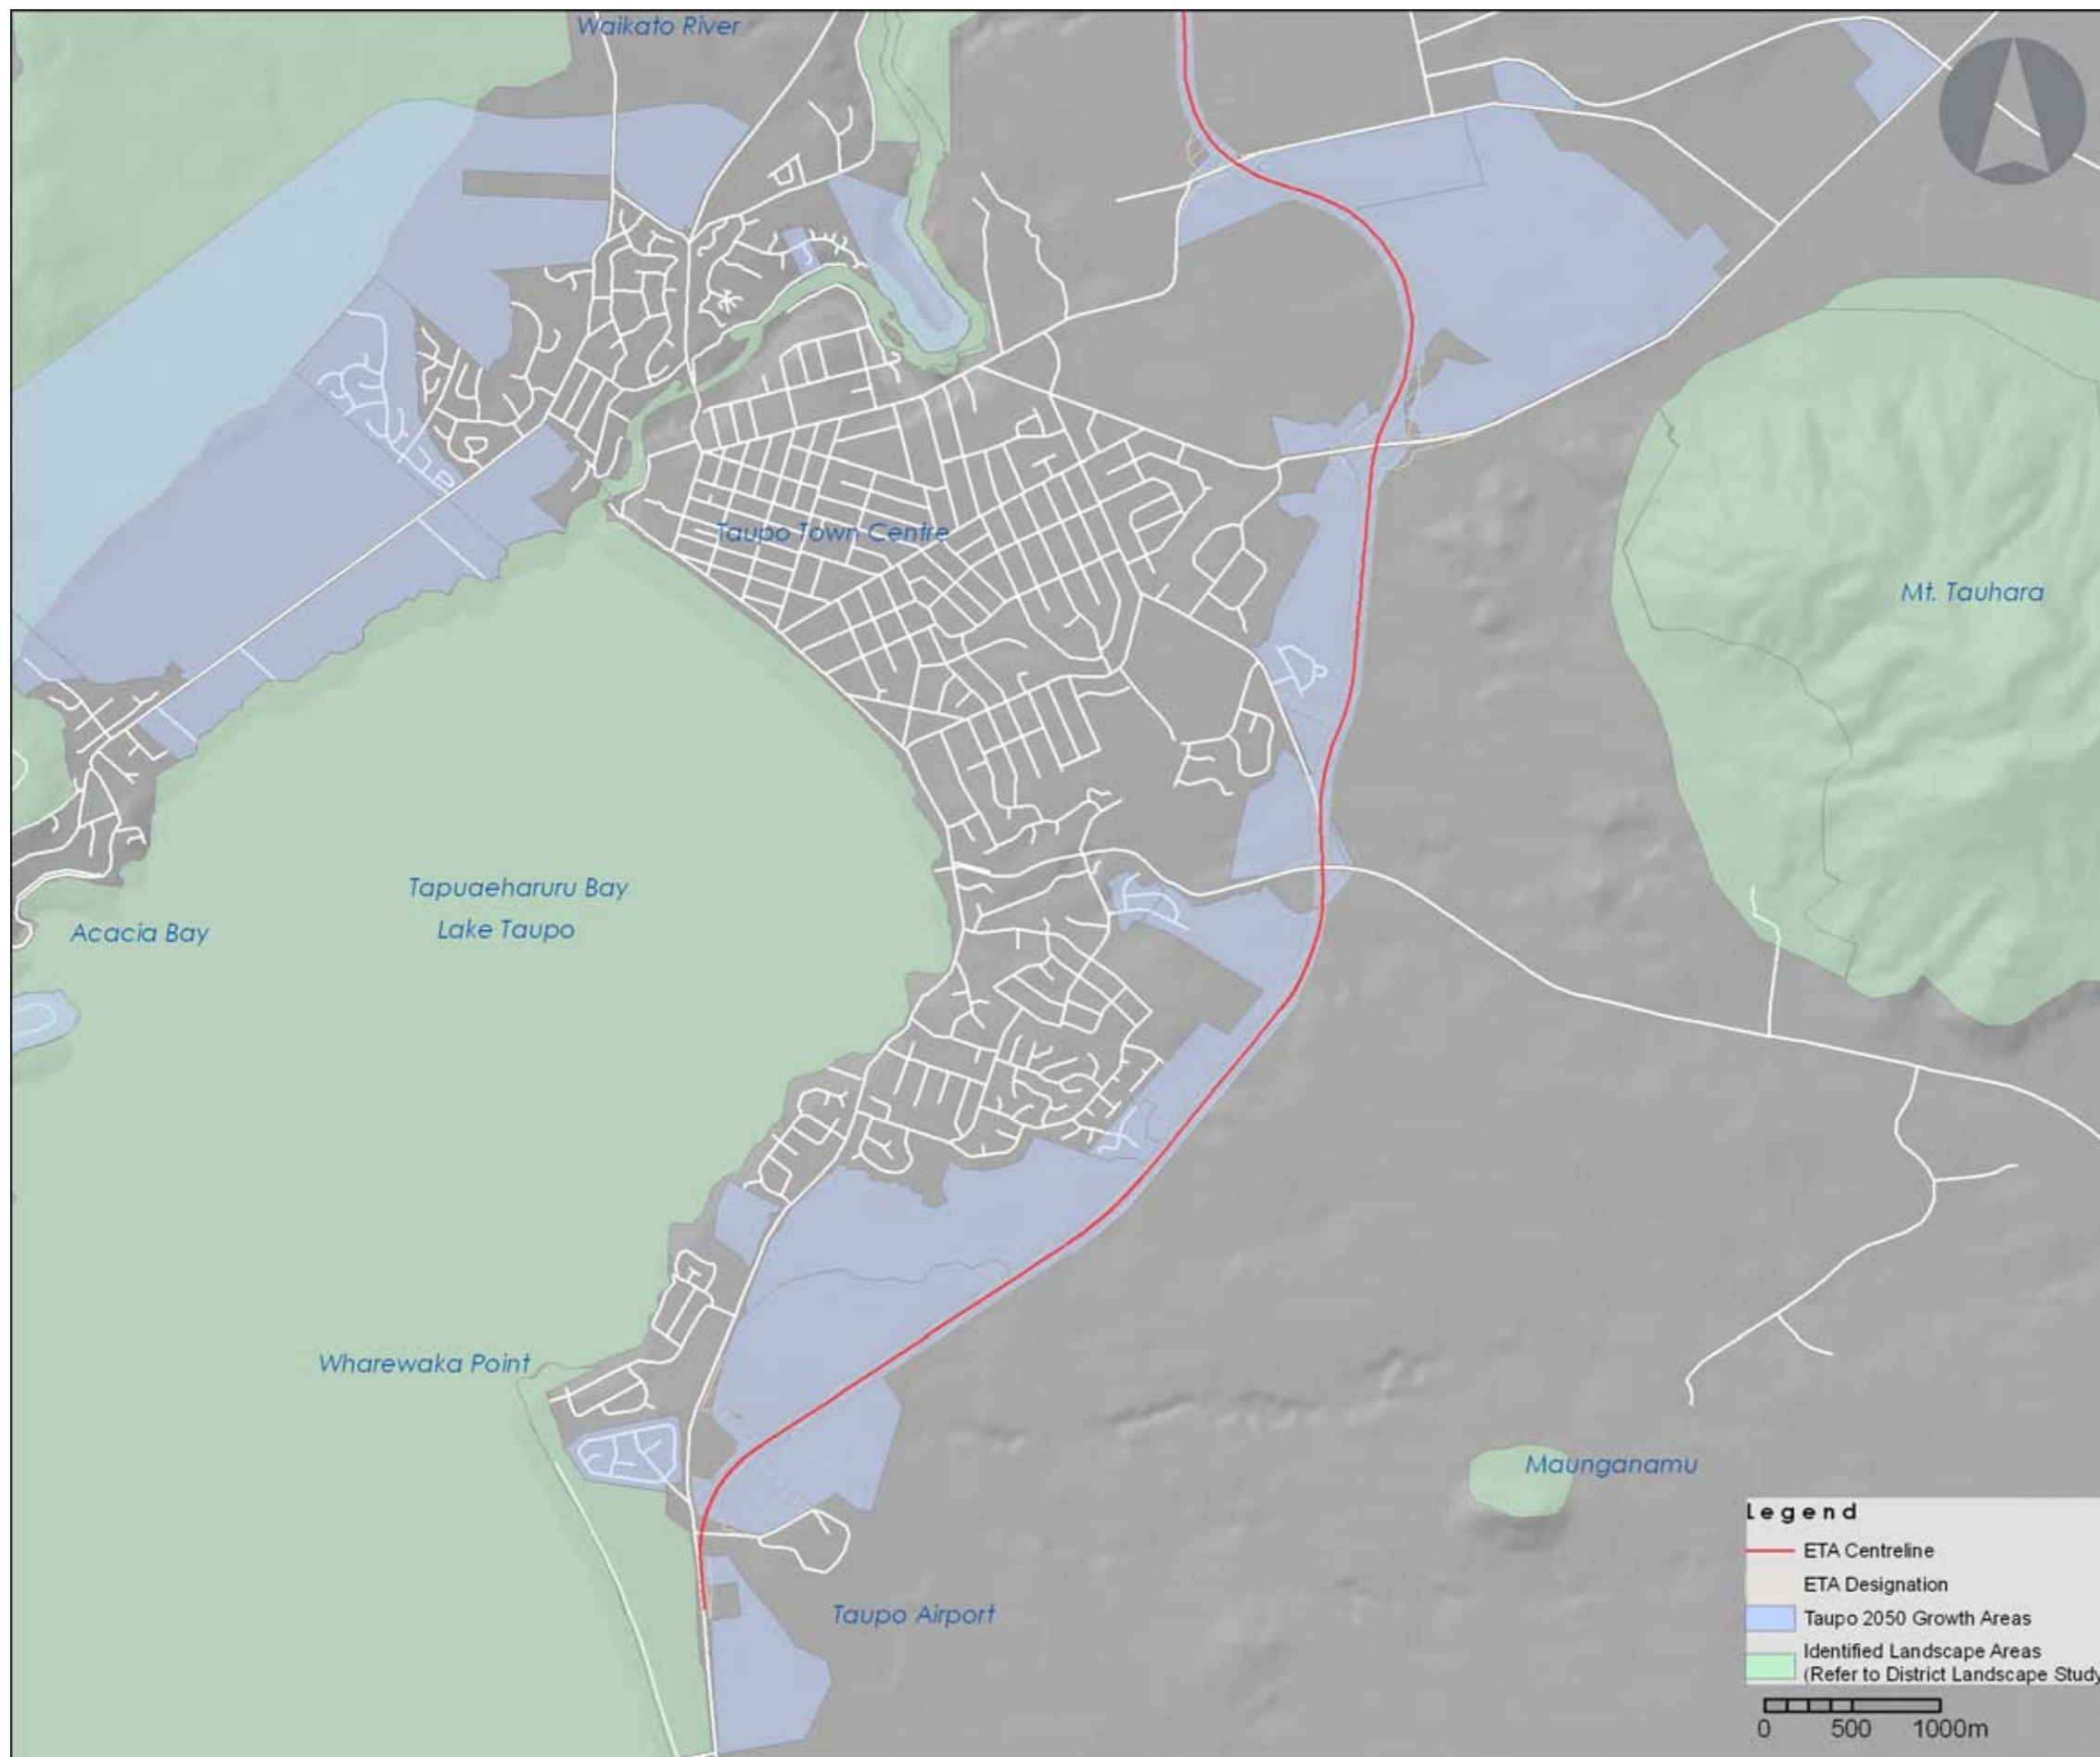 Waikato River
Taupo Town Centre
Mt. Tauhara
Tapuaeharuru Bay
Lake Taupo
Acacia Bay
Wharewaka Point
Maunganamu
Taupo Airport
Legend
ETA Centreline
ETA Designation
Taupo 2050 Growth Areas
Identified Landscape Areas
(Refer to District Landscape Study
0 500 1000m